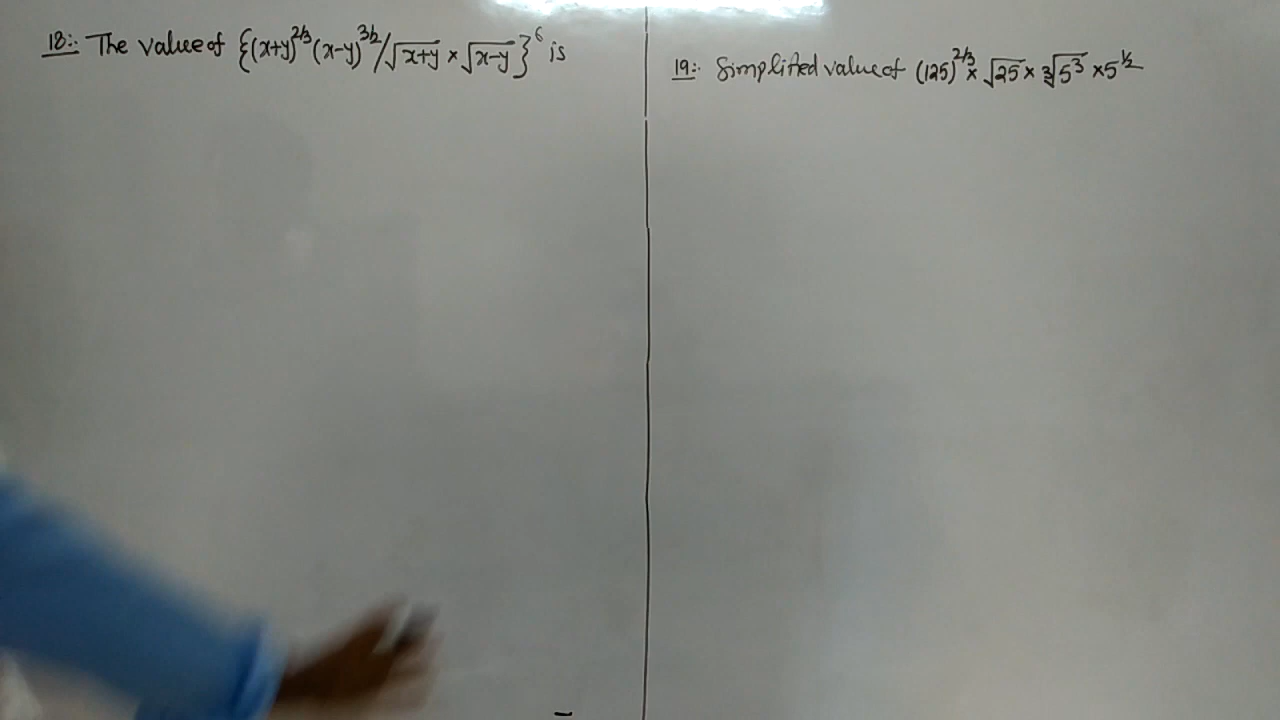 18:- The value of {(x+y)^2/3 (x-y)^3/2 / √x+y × √x-y}^6 is
19:- Simplified value of (125)^2/3 × √25 × ∛5^3 × 5^1/2